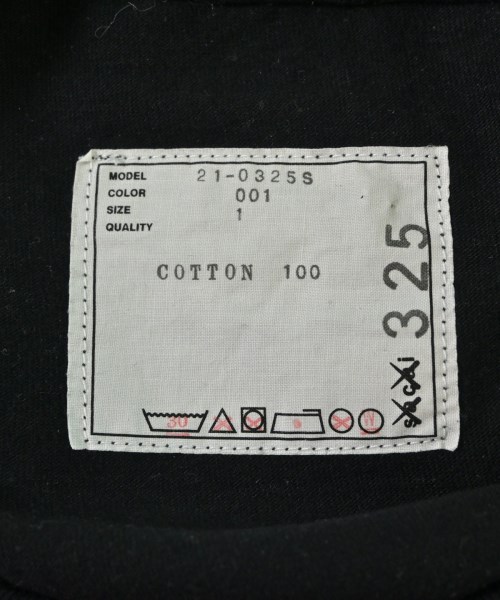 MODEL 21-0325S
COLOR 001
SIZE 1
QUALITY
COTTON 100
325
sacai
30
W